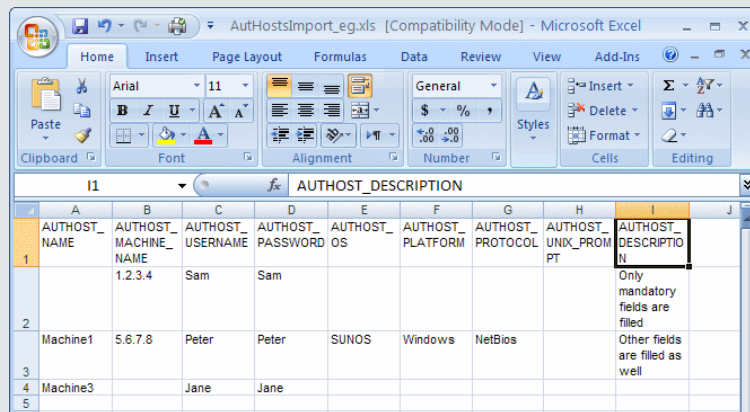 AutHostsImport_eg.xls [Compatibility Mode] - Microsoft Excel
Home Insert Page Layout Formulas Data Review View Add-Ins
Arial 11 General Σ
Paste B I U A A $ % , Styles Insert Delete Format
Clipboard Font Alignment Number Cells Editing
I1 fx AUTHOST_DESCRIPTION
A B C D E F G H I J
1 AUTHOST_ AUTHOST_ AUTHOST_ AUTHOST_ AUTHOST_ AUTHOST_ AUTHOST_ AUTHOST_ AUTHOST_
NAME MACHINE_ USERNAME PASSWORD OS PLATFORM PROTOCOL UNIX_PROM DESCRIPTIO
NAME PT N
2 1.2.3.4 Sam Sam Only
mandatory
fields are
filled
3 Machine1 5.6.7.8 Peter Peter SUNOS Windows NetBios Other fields
are filled as
well
4 Machine3 Jane Jane
5